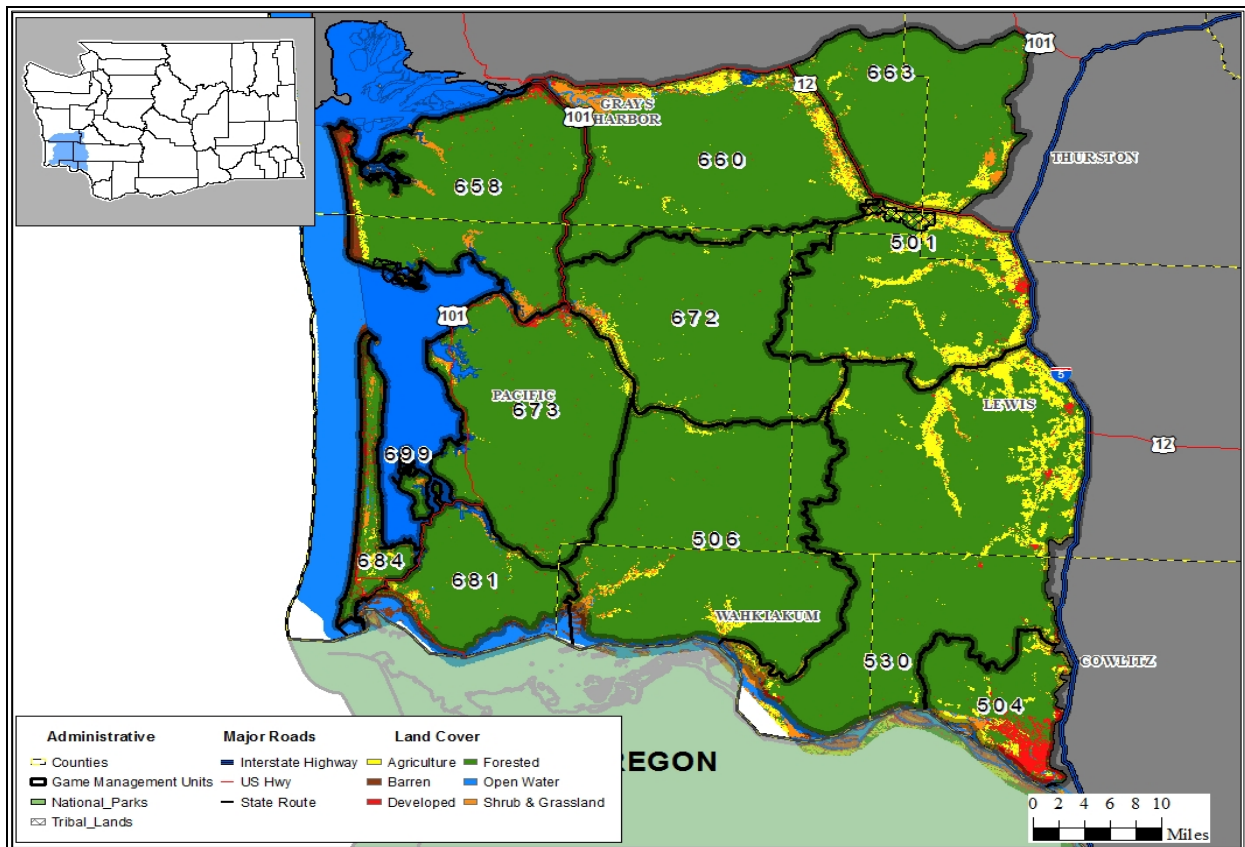 101
663
12
GRAYS
HARBOR
101
660
THURSTON
658
501
672
101
5
PACIFIC
673
LEWIS
12
699
506
684
681
WAHKIAKUM
530
COWLITZ
504
REGON
Administrative
Counties
Game Management Units
National_Parks
Tribal_Lands
Major Roads
Interstate Highway
US Hwy
State Route
Land Cover
Agriculture
Barren
Developed
Forested
Open Water
Shrub & Grassland
0 2 4 6 8 10
Miles